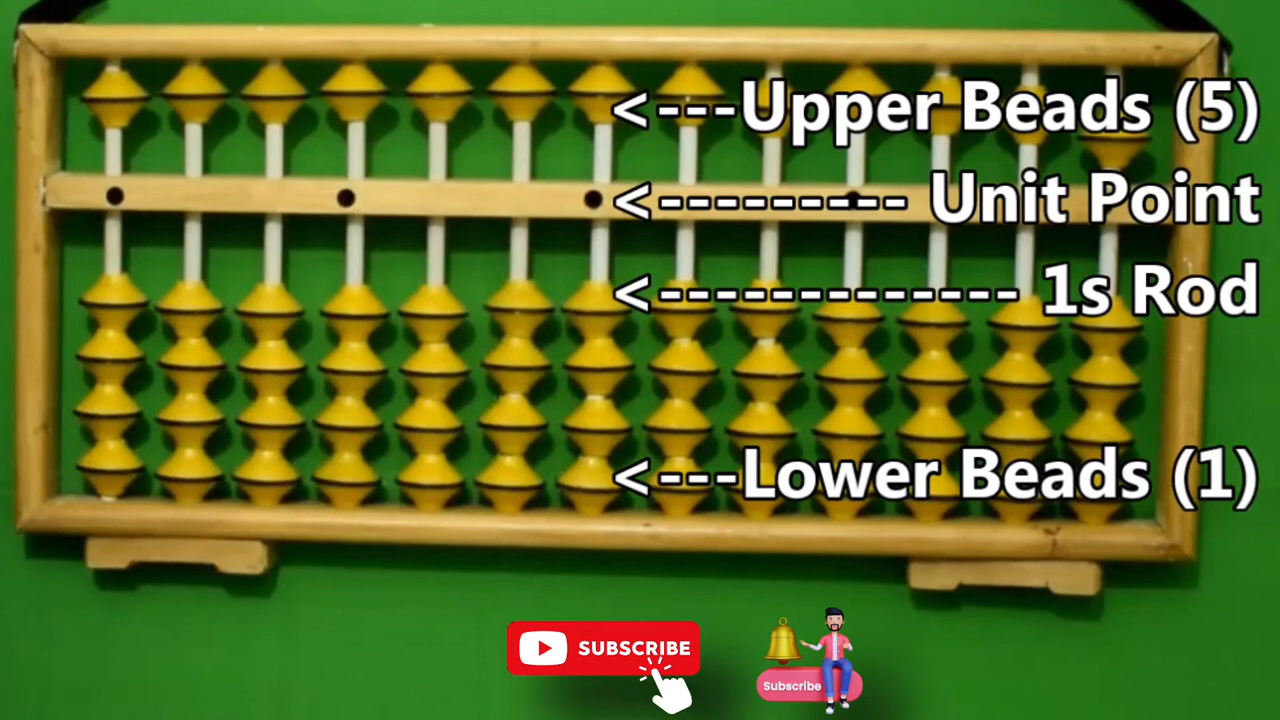 <---Upper Beads (5)
<--------- Unit Point
<------------- 1s Rod
<---Lower Beads (1)
SUBSCRIBE
Subscribe